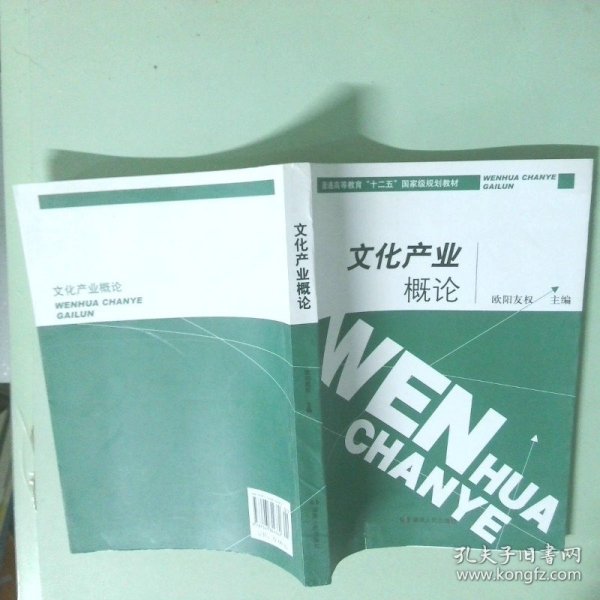 普通高等教育"十二五"国家级规划教材
WENHUA CHANYE
GAILUN
文化产业
概论
欧阳友权 主编
WEN
HUA
CHANYE
文化产业概论
文化产业概论
WENHUA CHANYE
GAILUN
孔夫子旧书网
www.kongfz.com